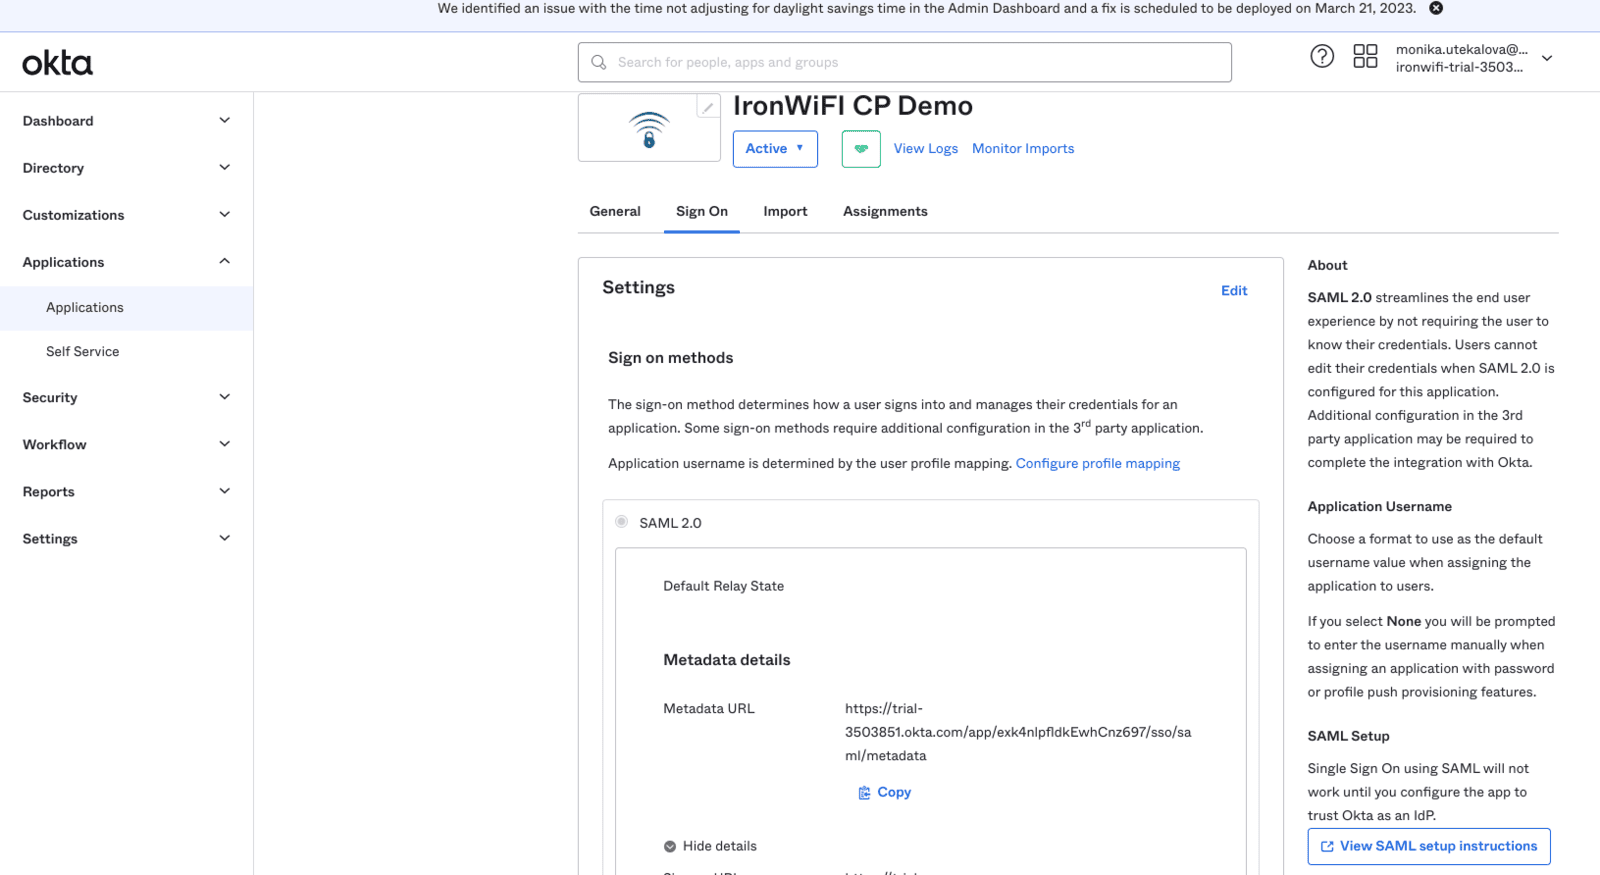 We identified an issue with the time not adjusting for daylight savings time in the Admin Dashboard and a fix is scheduled to be deployed on March 21, 2023.
okta
Search for people, apps and groups
monika.utekalova@...
ironwifi-trial-3503...
Dashboard
Directory
Customizations
Applications
Applications
Self Service
Security
Workflow
Reports
Settings
IronWiFI CP Demo
Active
View Logs
Monitor Imports
General
Sign On
Import
Assignments
Settings
Edit
Sign on methods
The sign-on method determines how a user signs into and manages their credentials for an
application. Some sign-on methods require additional configuration in the 3rd party application.
Application username is determined by the user profile mapping. Configure profile mapping
SAML 2.0
Default Relay State
Metadata details
Metadata URL
https://trial-
3503851.okta.com/app/exk4nlpfldkEwhCnz697/sso/sa
ml/metadata
Copy
Hide details
About
SAML 2.0 streamlines the end user
experience by not requiring the user to
know their credentials. Users cannot
edit their credentials when SAML 2.0 is
configured for this application.
Additional configuration in the 3rd
party application may be required to
complete the integration with Okta.
Application Username
Choose a format to use as the default
username value when assigning the
application to users.
If you select None you will be prompted
to enter the username manually when
assigning an application with password
or profile push provisioning features.
SAML Setup
Single Sign On using SAML will not
work until you configure the app to
trust Okta as an IdP.
View SAML setup instructions